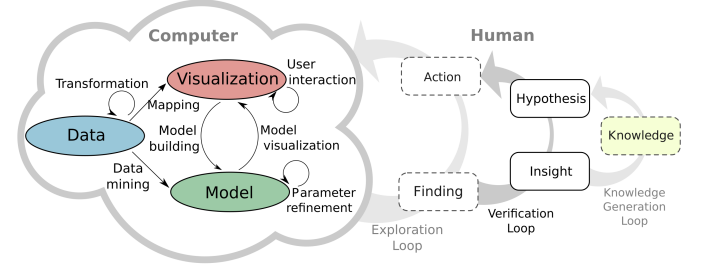 Computer
Human
User
interaction
Transformation
Visualization
Mapping
Data
Model
building
Model
visualization
Data
mining
Model
Parameter
refinement
Action
Hypothesis
Knowledge
Insight
Finding
Exploration
Loop
Verification
Loop
Knowledge
Generation
Loop